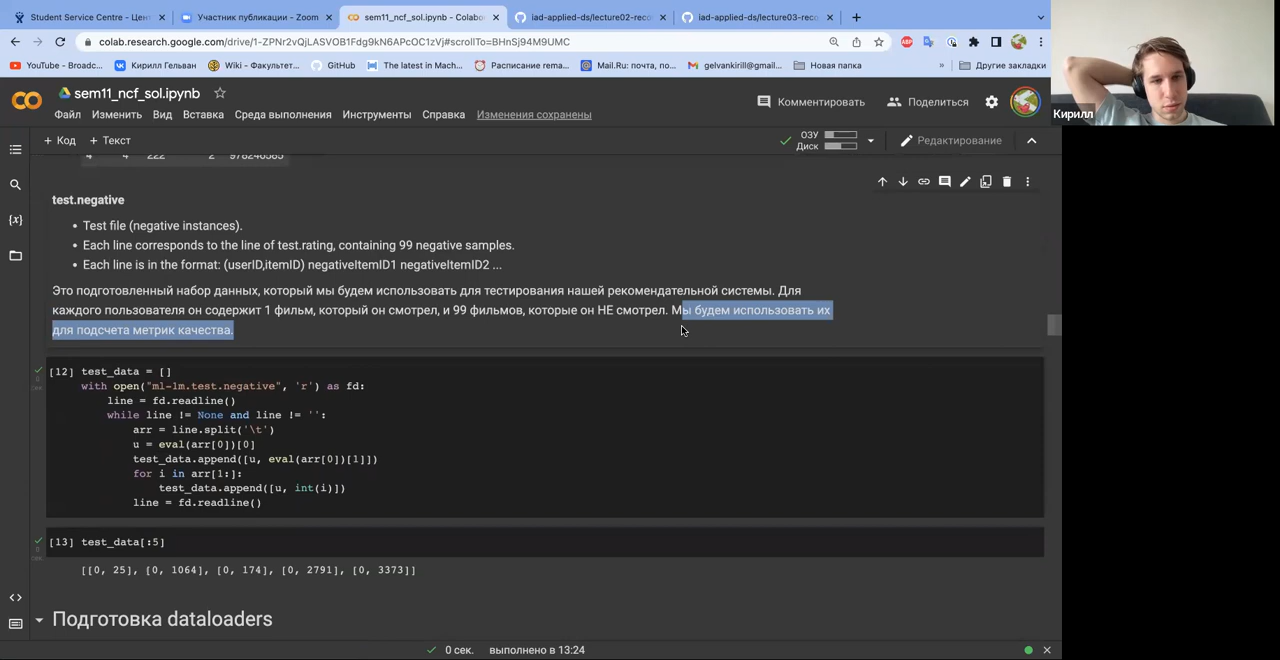 Student Service Centre - Цент
Участник публикации - Zoom
sem11_ncf_sol.ipynb - Colabo
iad-applied-ds/lecture02-reco
iad-applied-ds/lecture03-reco
colab.research.google.com/drive/1-ZPNr2vQjLASVOB1Fdg9kN6APcOC1zVj#scrollTo=BHnSj94M9UMC
YouTube - Broadc...
Кирилл Гельван
Wiki - Факультет...
GitHub
The latest in Mach...
Расписание rema...
Mail.Ru: почта, по...
gelvankirill@gmail...
Новая папка
»
Другие закладки
sem11_ncf_sol.ipynb
Комментировать
Поделиться
Кирилл
Файл Изменить Вид Вставка Среда выполнения Инструменты Справка Изменения сохранены
+ Код + Текст
ОЗУ
Диск
Редактирование
4 4 222 2 978246585
test.negative
• Test file (negative instances).
• Each line corresponds to the line of test.rating, containing 99 negative samples.
• Each line is in the format: (userID,itemID) negativeItemID1 negativeItemID2 ...
Это подготовленный набор данных, который мы будем использовать для тестирования нашей рекомендательной системы. Для
каждого пользователя он содержит 1 фильм, который он смотрел, и 99 фильмов, которые он НЕ смотрел. Мы будем использовать их
для подсчета метрик качества.
[12] test_data = []
with open("ml-1m.test.negative", 'r') as fd:
line = fd.readline()
while line != None and line != '':
arr = line.split('\t')
u = eval(arr[0])[0]
test_data.append([u, eval(arr[0])[1]])
for i in arr[1:]:
test_data.append([u, int(i)])
line = fd.readline()
[13] test_data[:5]
[[0, 25], [0, 1064], [0, 174], [0, 2791], [0, 3373]]
Подготовка dataloaders
0 сек. выполнено в 13:24